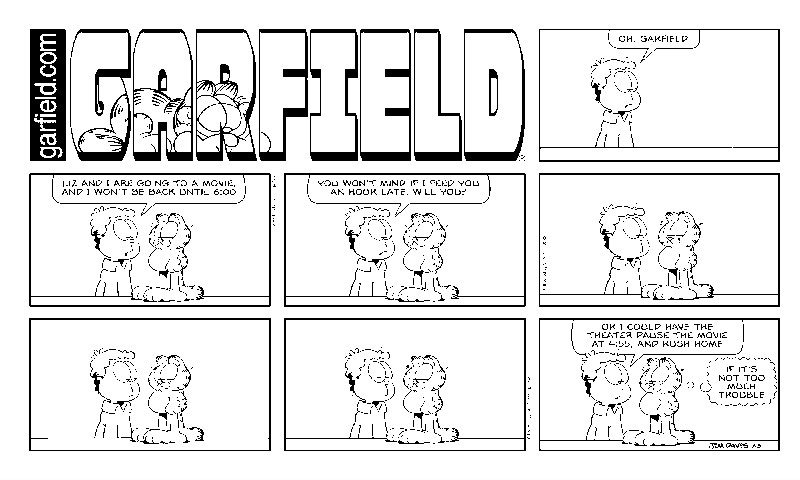 garfield.com
GARFIELD
OH, GARFIELD
LIZ AND I ARE GOING TO A MOVIE,
AND I WON'T BE BACK UNTIL 6:00
YOU WON'T MIND IF I FEED YOU
AN HOUR LATE, WILL YOU?
OR I COULD HAVE THE
THEATER PAUSE THE MOVIE
AT 4:55, AND RUSH HOME
IF IT'S
NOT TOO
MUCH
TROUBLE
JIM DAVIS